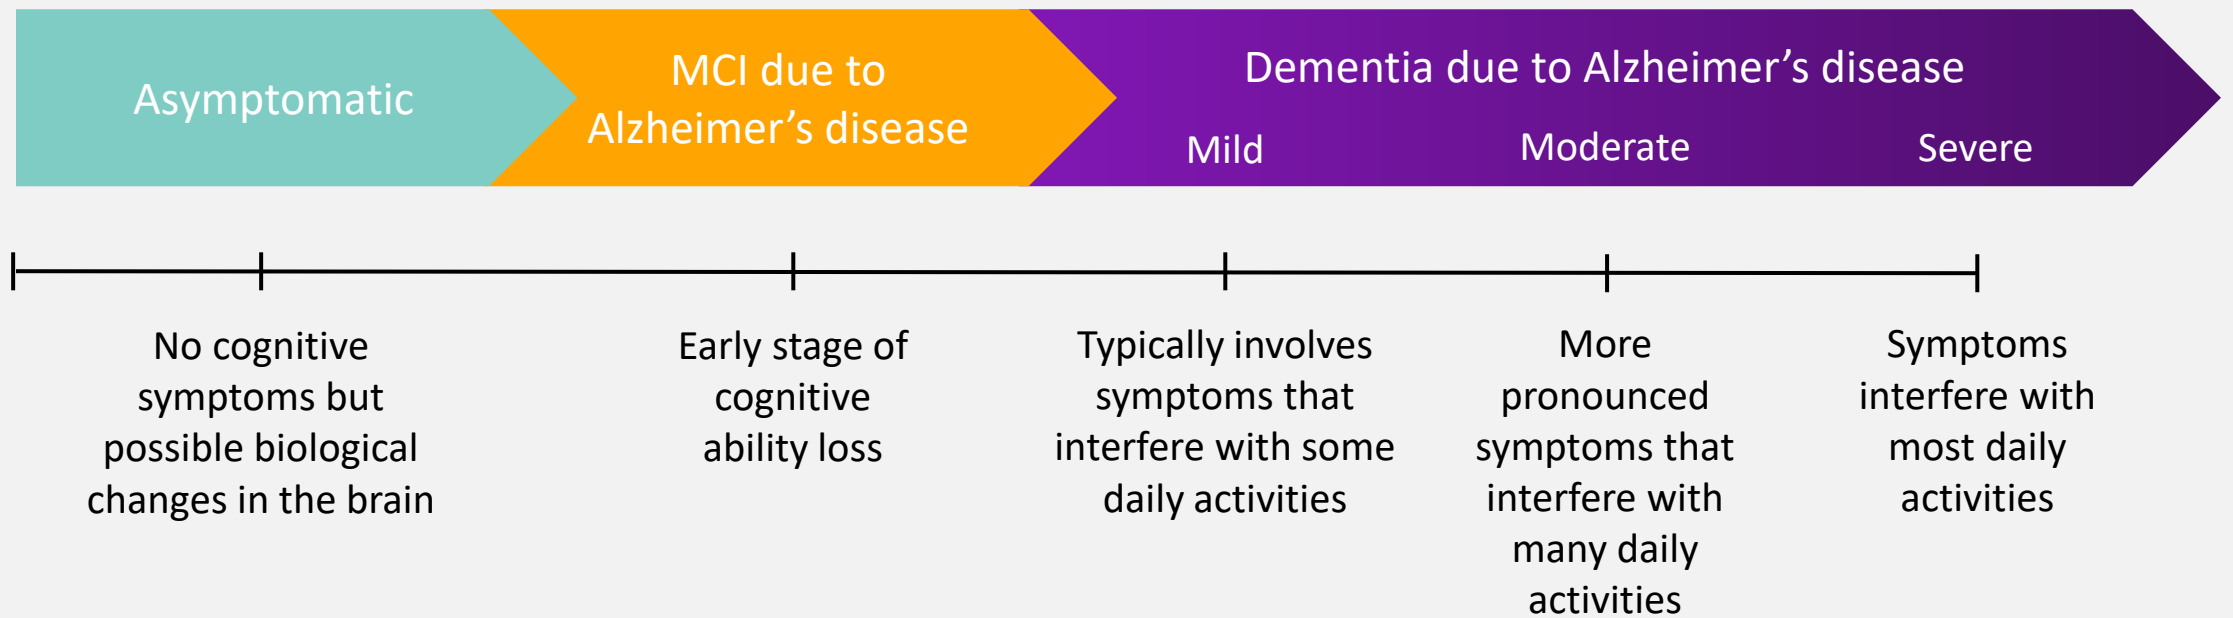 Asymptomatic
MCI due to
Alzheimer’s disease
Dementia due to Alzheimer’s disease
Mild
Moderate
Severe
No cognitive
symptoms but
possible biological
changes in the brain
Early stage of
cognitive
ability loss
Typically involves
symptoms that
interfere with some
daily activities
More
pronounced
symptoms that
interfere with
many daily
activities
Symptoms
interfere with
most daily
activities